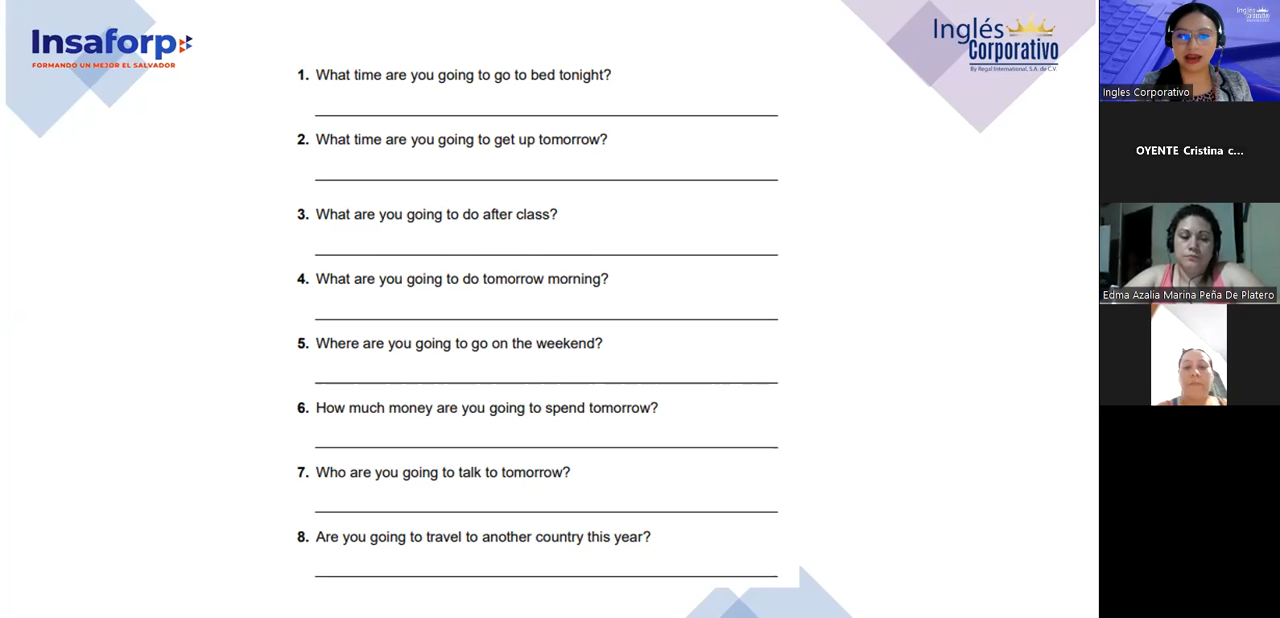 Insaforp
FORMANDO UN MEJOR EL SALVADOR
Inglés
Corporativo
By Regal International, S.A. de C.V.
1. What time are you going to go to bed tonight?
2. What time are you going to get up tomorrow?
3. What are you going to do after class?
4. What are you going to do tomorrow morning?
5. Where are you going to go on the weekend?
6. How much money are you going to spend tomorrow?
7. Who are you going to talk to tomorrow?
8. Are you going to travel to another country this year?
Ingles Corporativo
OYENTE Cristina c...
Edma Azalia Marina Peña De Platero